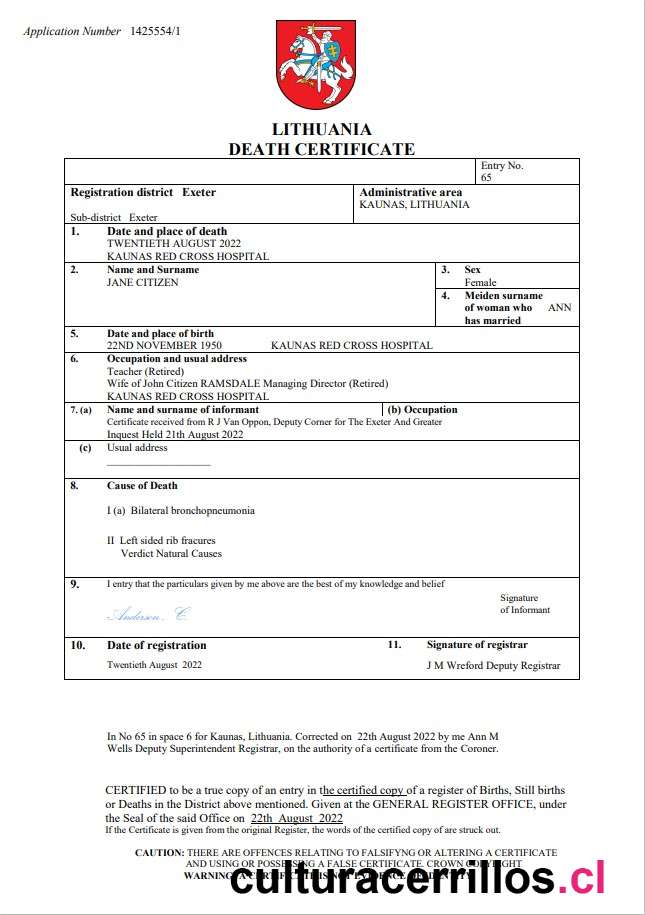 Application Number 1425554/1
LITHUANIA
DEATH CERTIFICATE
Entry No.
65
Registration district Exeter
Administrative area
KAUNAS, LITHUANIA
Sub-district Exeter
1. Date and place of death
TWENTIETH AUGUST 2022
KAUNAS RED CROSS HOSPITAL
2. Name and Surname
JANE CITIZEN
3. Sex
Female
4. Meiden surname
of woman who ANN
has married
5. Date and place of birth
22ND NOVEMBER 1950 KAUNAS RED CROSS HOSPITAL
6. Occupation and usual address
Teacher (Retired)
Wife of John Citizen RAMSDALE Managing Director (Retired)
KAUNAS RED CROSS HOSPITAL
7. (a) Name and surname of informant (b) Occupation
Certificate received from R J Van Oppon, Deputy Corner for The Exeter And Greater
Inquest Held 21th August 2022
(c) Usual address
8. Cause of Death
I (a) Bilateral bronchopneumonia
II Left sided rib fracures
Verdict Natural Causes
9. I entry that the particulars given by me above are the best of my knowledge and belief
Signature
of Informant
Anderson. C.
10. Date of registration 11. Signature of registrar
Twentieth August 2022 J M Wreford Deputy Registrar
In No 65 in space 6 for Kaunas, Lithuania. Corrected on 22th August 2022 by me Ann M
Wells Deputy Superintendent Registrar, on the authority of a certificate from the Coroner.
CERTIFIED to be a true copy of an entry in the certified copy of a register of Births, Still births
or Deaths in the District above mentioned. Given at the GENERAL REGISTER OFFICE, under
the Seal of the said Office on 22th August 2022
If the Certificate is given from the original Register, the words of the certified copy of are struck out.
CAUTION: THERE ARE OFFENCES RELATING TO FALSIFYNG OR ALTERING A CERTIFICATE
AND USING OR POSSESSING A FALSE CERTIFICATE. CROWN COPYRIGHT
WARNING: A CERTIFICATE IS NOT EVIDENCE OF IDENTITY
culturacerrillos.cl